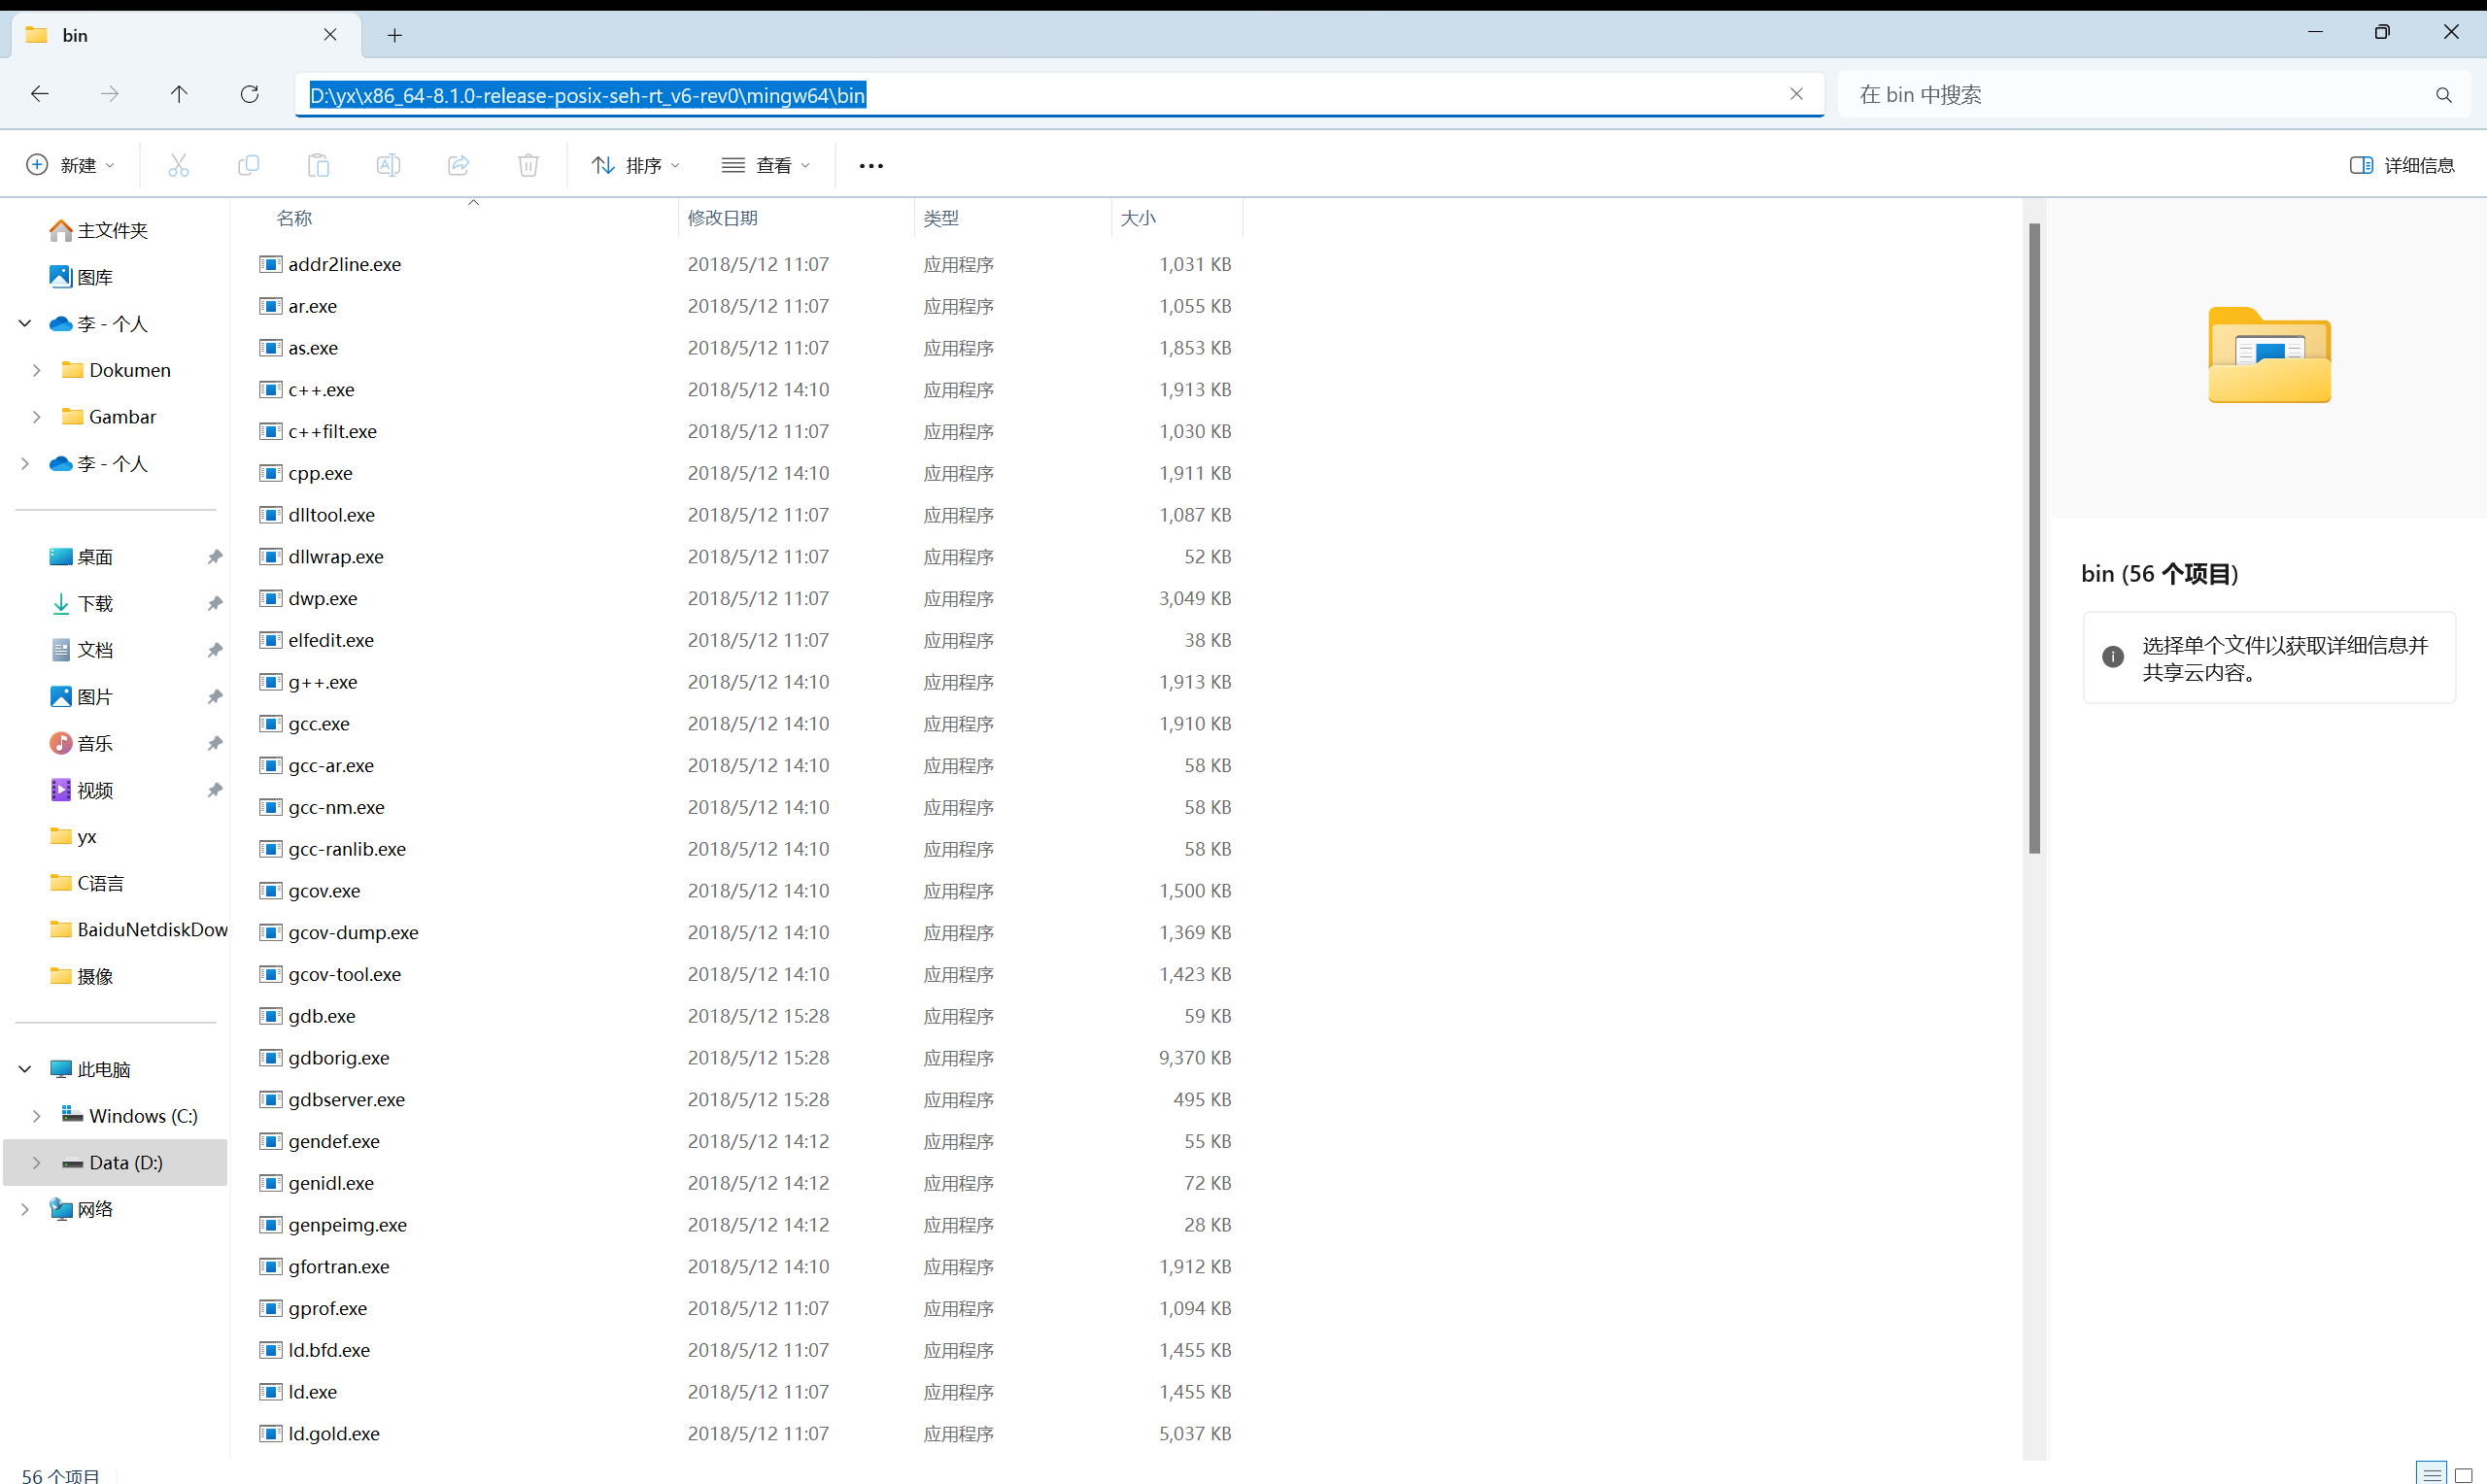 bin
D:\yx\x86_64-8.1.0-release-posix-seh-rt_v6-rev0\mingw64\bin
在 bin 中搜索
新建
排序
查看
详细信息
主文件夹
图库
李 - 个人
Dokumen
Gambar
李 - 个人
桌面
下载
文档
图片
音乐
视频
yx
C语言
BaiduNetdiskDow
摄像
此电脑
Windows (C:)
Data (D:)
网络
名称 修改日期 类型 大小
addr2line.exe 2018/5/12 11:07 应用程序 1,031 KB
ar.exe 2018/5/12 11:07 应用程序 1,055 KB
as.exe 2018/5/12 11:07 应用程序 1,853 KB
c++.exe 2018/5/12 14:10 应用程序 1,913 KB
c++filt.exe 2018/5/12 11:07 应用程序 1,030 KB
cpp.exe 2018/5/12 14:10 应用程序 1,911 KB
dlltool.exe 2018/5/12 11:07 应用程序 1,087 KB
dllwrap.exe 2018/5/12 11:07 应用程序 52 KB
dwp.exe 2018/5/12 11:07 应用程序 3,049 KB
elfedit.exe 2018/5/12 11:07 应用程序 38 KB
g++.exe 2018/5/12 14:10 应用程序 1,913 KB
gcc.exe 2018/5/12 14:10 应用程序 1,910 KB
gcc-ar.exe 2018/5/12 14:10 应用程序 58 KB
gcc-nm.exe 2018/5/12 14:10 应用程序 58 KB
gcc-ranlib.exe 2018/5/12 14:10 应用程序 58 KB
gcov.exe 2018/5/12 14:10 应用程序 1,500 KB
gcov-dump.exe 2018/5/12 14:10 应用程序 1,369 KB
gcov-tool.exe 2018/5/12 14:10 应用程序 1,423 KB
gdb.exe 2018/5/12 15:28 应用程序 59 KB
gdborig.exe 2018/5/12 15:28 应用程序 9,370 KB
gdbserver.exe 2018/5/12 15:28 应用程序 495 KB
gendef.exe 2018/5/12 14:12 应用程序 55 KB
genidl.exe 2018/5/12 14:12 应用程序 72 KB
genpeimg.exe 2018/5/12 14:12 应用程序 28 KB
gfortran.exe 2018/5/12 14:10 应用程序 1,912 KB
gprof.exe 2018/5/12 11:07 应用程序 1,094 KB
ld.bfd.exe 2018/5/12 11:07 应用程序 1,455 KB
ld.exe 2018/5/12 11:07 应用程序 1,455 KB
ld.gold.exe 2018/5/12 11:07 应用程序 5,037 KB
bin (56 个项目)
选择单个文件以获取详细信息并
共享云内容。
56 个项目